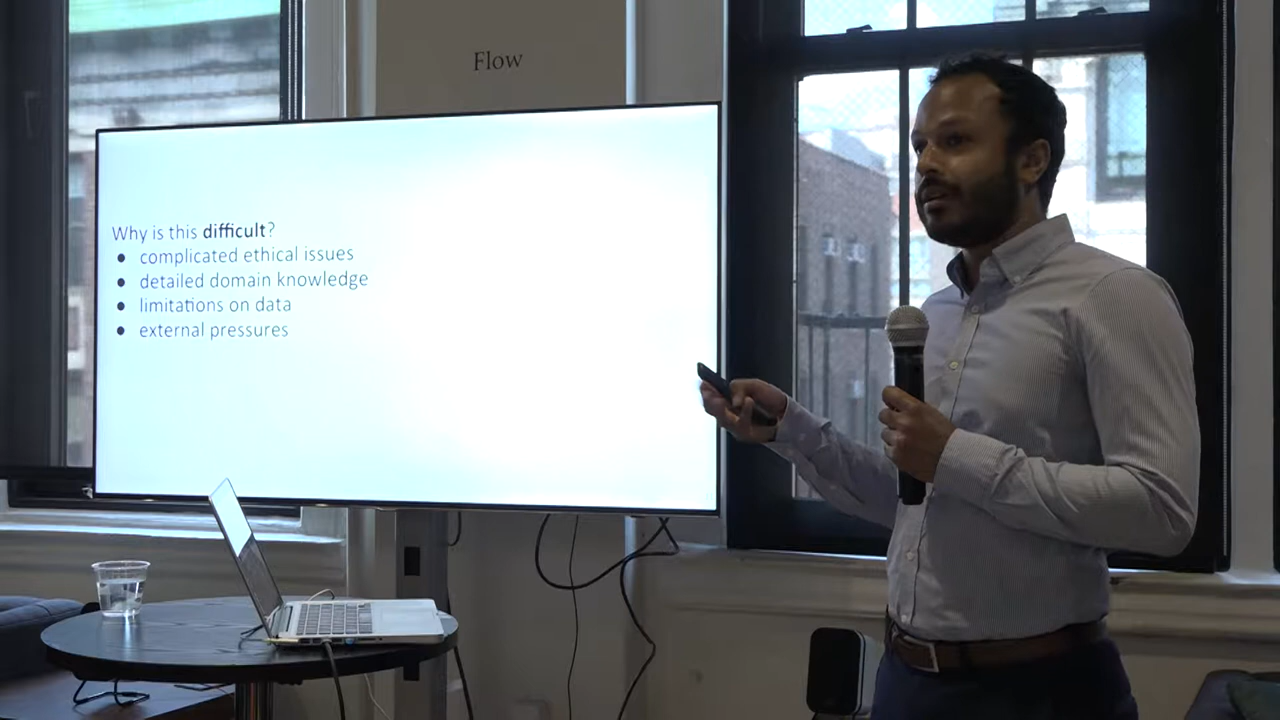 Flow
Why is this difficult?
● complicated ethical issues
● detailed domain knowledge
● limitations on data
● external pressures